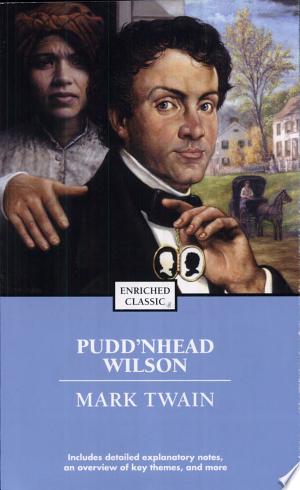 ENRICHED
CLASSIC
PUDD'NHEAD
WILSON
MARK TWAIN
Includes detailed explanatory notes,
an overview of key themes, and more